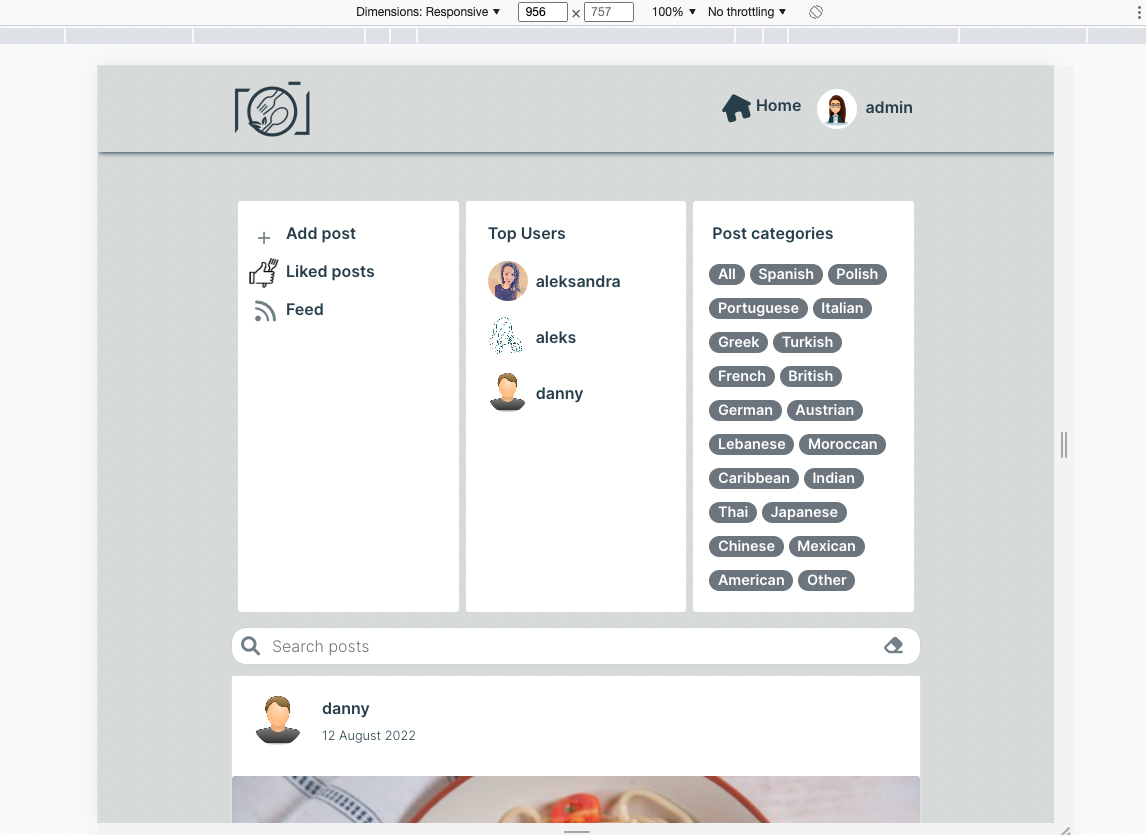 Dimensions: Responsive ▼ 956 × 757 100% ▼ No throttling ▼
Home admin
Add post
Liked posts
Feed
Top Users
aleksandra
aleks
danny
Post categories
All Spanish Polish
Portuguese Italian
Greek Turkish
French British
German Austrian
Lebanese Moroccan
Caribbean Indian
Thai Japanese
Chinese Mexican
American Other
Search posts
danny
12 August 2022